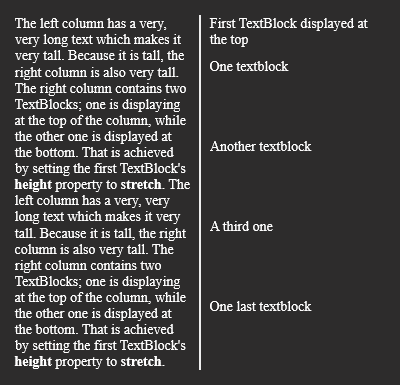 The left column has a very,
very long text which makes it
very tall. Because it is tall, the
right column is also very tall.
The right column contains two
TextBlocks; one is displaying
at the top of the column, while
the other one is displayed at
the bottom. That is achieved
by setting the first TextBlock's
height property to stretch. The
left column has a very, very
long text which makes it very
tall. Because it is tall, the right
column is also very tall. The
right column contains two
TextBlocks; one is displaying
at the top of the column, while
the other one is displayed at
the bottom. That is achieved
by setting the first TextBlock's
height property to stretch.
First TextBlock displayed at
the top
One textblock
Another textblock
A third one
One last textblock